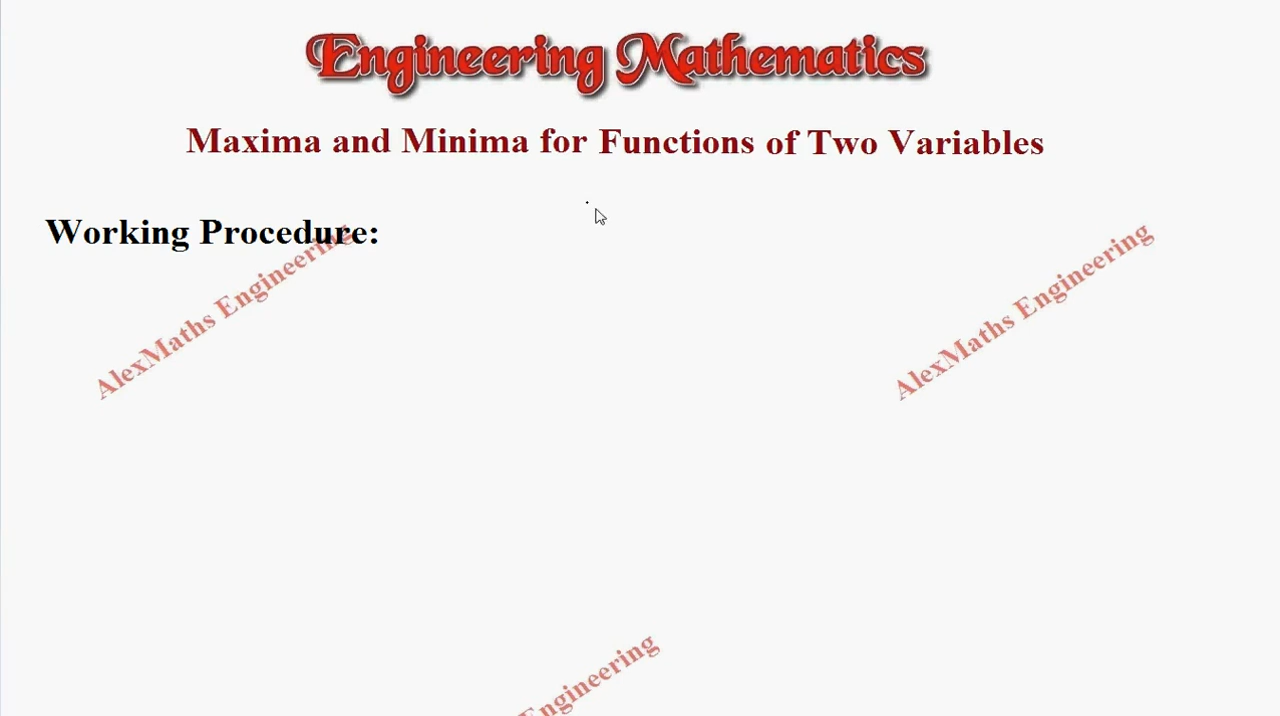 Engineering Mathematics
Maxima and Minima for Functions of Two Variables
Working Procedure:
AlexMaths Engineering
AlexMaths Engineering
Engineering